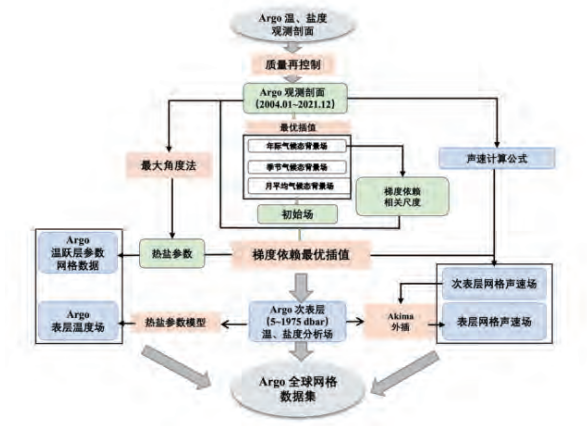 Argo 温、盐度
观测剖面
质量再控制
Argo 观测剖面
(2004.01~2021.12)
最优插值
年际气候态背景场
季节气候态背景场
月平均气候态背景场
初始场
最大角度法
梯度依赖
相关尺度
声速计算公式
Argo
温跃层参数
网格数据
热盐参数
梯度依赖最优插值
次表层网格声速场
表层网格声速场
Argo
表层温度场
热盐参数模型
Argo 次表层
(5~1975 dbar)
温、盐度分析场
Akima
外插
Argo 全球网格
数据集